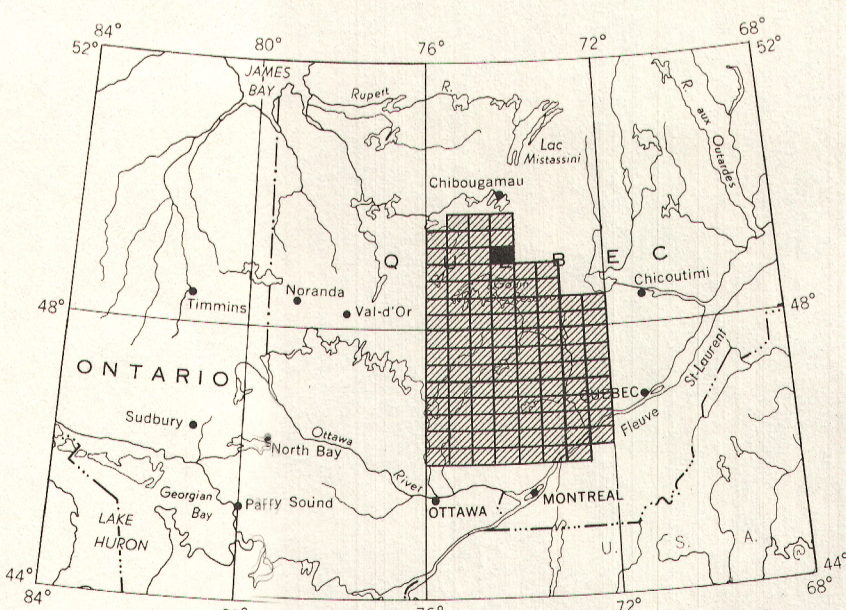 84°
80°
76°
72°
68°
52°
52°
JAMES
BAY
Rupert R.
R. aux Outardes
Lac
Mistassini
Chibougamau
Q U E B E C
Chicoutimi
Timmins
Noranda
Val-d'Or
48°
48°
ONTARIO
QUEBEC
St-Laurent
Fleuve
Sudbury
North Bay
Ottawa
River
Georgian
Bay
Parry Sound
OTTAWA
MONTREAL
LAKE
HURON
U. S. A.
44°
84°
76°
72°
44°
68°